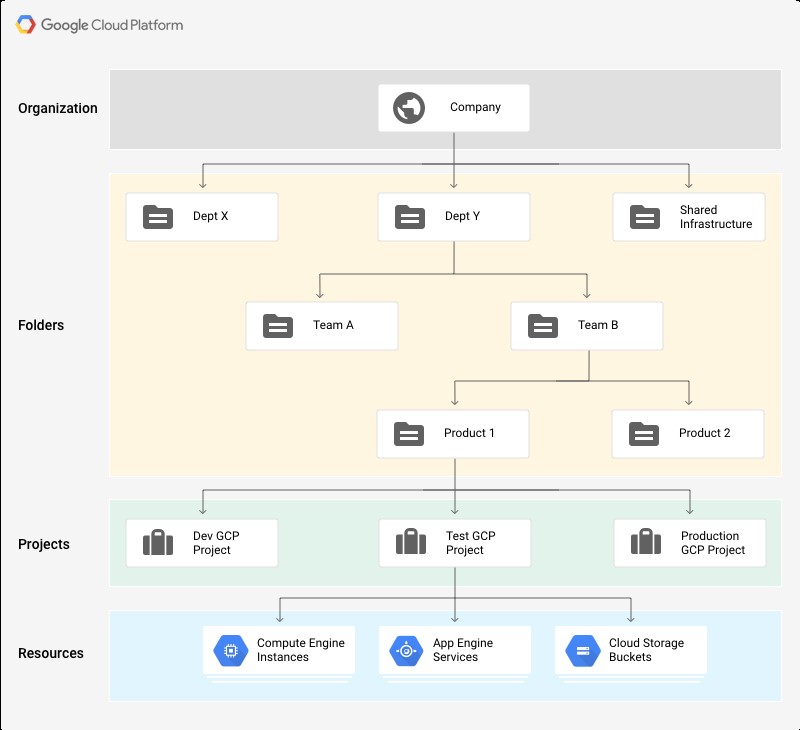 Google Cloud Platform
Organization
Company
Dept X
Dept Y
Shared
Infrastructure
Folders
Team A
Team B
Product 1
Product 2
Projects
Dev GCP
Project
Test GCP
Project
Production
GCP Project
Resources
Compute Engine
Instances
App Engine
Services
Cloud Storage
Buckets